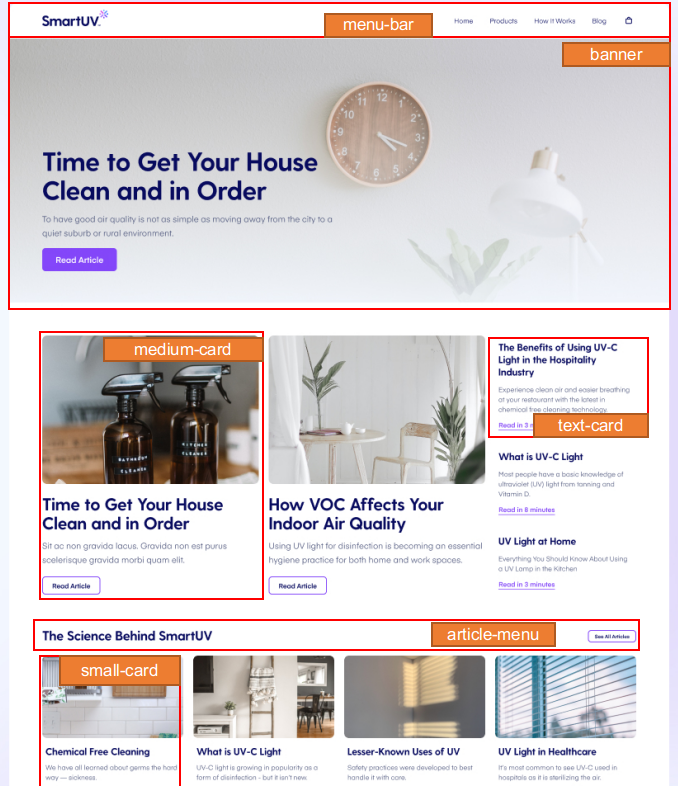 SmartUV
menu-bar
Home
Products
How It Works
Blog
banner
Time to Get Your House
Clean and in Order
To have good air quality is not as simple as moving away from the city to a
quiet suburb or rural environment.
Read Article
medium-card
Time to Get Your House
Clean and in Order
Sit ac non gravida lacus. Gravida non est purus
scelerisque gravida morbi quam elit.
Read Article
How VOC Affects Your
Indoor Air Quality
Using UV light for disinfection is becoming an essential
hygiene practice for both home and work spaces.
Read Article
The Benefits of Using UV-C
Light in the Hospitality
Industry
Experience clean air and easier breathing
at your restaurant with the latest in
chemical free cleaning technology.
Read in 3
text-card
What is UV-C Light
Most people have a basic knowledge of
ultraviolet (UV) light from tanning and
Vitamin D.
Read in 8 minutes
UV Light at Home
Everything You Should Know About Using
a UV Lamp in the Kitchen
Read in 3 minutes
The Science Behind SmartUV
article-menu
See All Articles
small-card
Chemical Free Cleaning
We have all learned about germs the hard
way — sickness.
What is UV-C Light
UV-C light is growing in popularity as a
form of disinfection - but it isn't new.
Lesser-Known Uses of UV
Safety practices were developed to best
handle it with care.
UV Light in Healthcare
It's most common to see UV-C used in
hospitals as it is sterilizing the air.